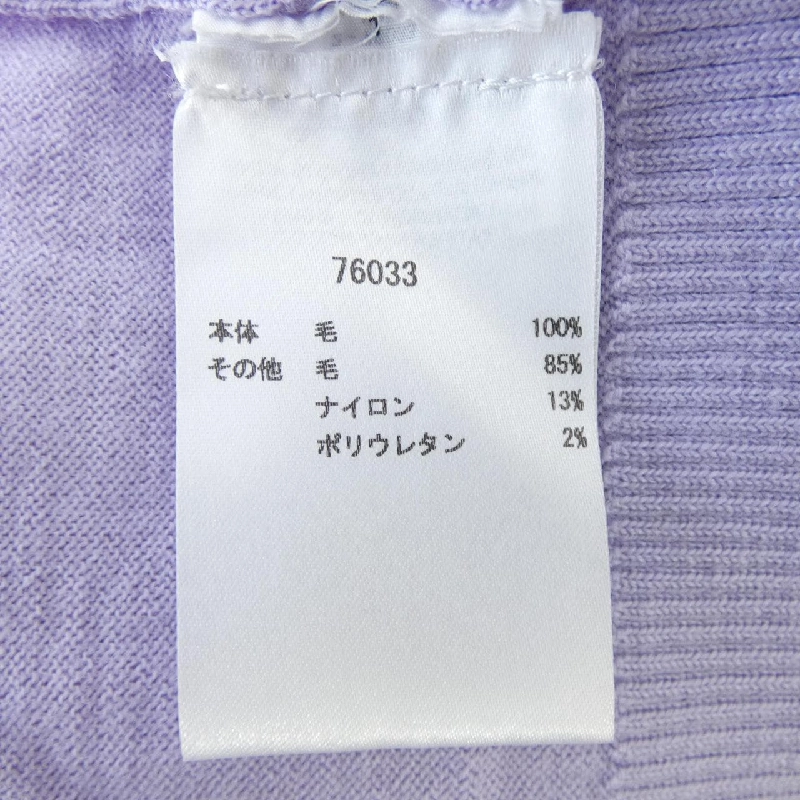 76033
本体 毛 100%
その他 毛 85%
ナイロン 13%
ポリウレタン 2%